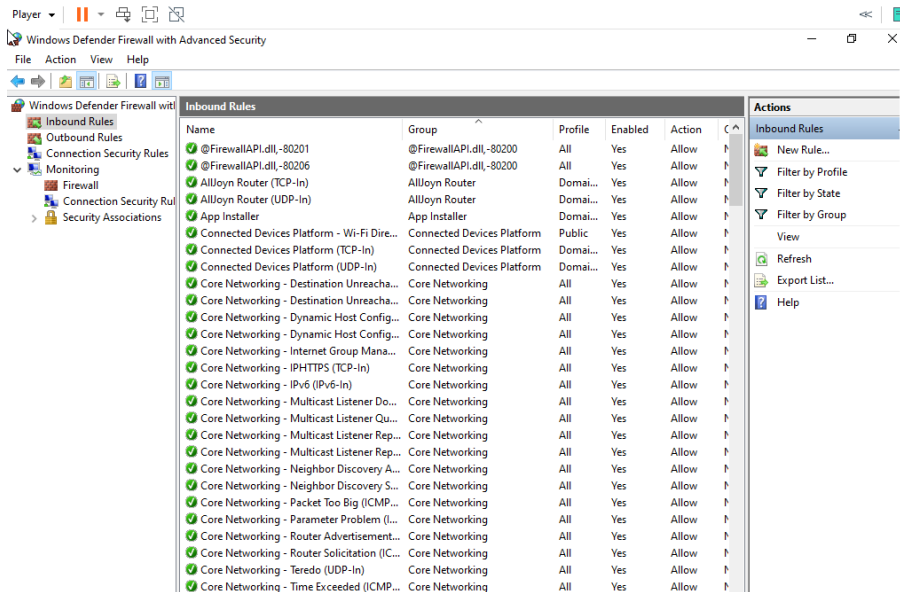 Player
Windows Defender Firewall with Advanced Security
File Action View Help
Windows Defender Firewall witl
Inbound Rules
Outbound Rules
Connection Security Rules
Monitoring
Firewall
Connection Security Rul
Security Associations
Inbound Rules
Name Group Profile Enabled Action
@FirewallAPI.dll,-80201 @FirewallAPI.dll,-80200 All Yes Allow
@FirewallAPI.dll,-80206 @FirewallAPI.dll,-80200 All Yes Allow
AllJoyn Router (TCP-In) AllJoyn Router Domai... Yes Allow
AllJoyn Router (UDP-In) AllJoyn Router Domai... Yes Allow
App Installer App Installer Domai... Yes Allow
Connected Devices Platform - Wi-Fi Dire... Connected Devices Platform Public Yes Allow
Connected Devices Platform (TCP-In) Connected Devices Platform Domai... Yes Allow
Connected Devices Platform (UDP-In) Connected Devices Platform Domai... Yes Allow
Core Networking - Destination Unreacha... Core Networking All Yes Allow
Core Networking - Destination Unreacha... Core Networking All Yes Allow
Core Networking - Dynamic Host Config... Core Networking All Yes Allow
Core Networking - Dynamic Host Config... Core Networking All Yes Allow
Core Networking - Internet Group Mana... Core Networking All Yes Allow
Core Networking - IPHTTPS (TCP-In) Core Networking All Yes Allow
Core Networking - IPv6 (IPv6-In) Core Networking All Yes Allow
Core Networking - Multicast Listener Do... Core Networking All Yes Allow
Core Networking - Multicast Listener Qu... Core Networking All Yes Allow
Core Networking - Multicast Listener Rep... Core Networking All Yes Allow
Core Networking - Multicast Listener Rep... Core Networking All Yes Allow
Core Networking - Neighbor Discovery A... Core Networking All Yes Allow
Core Networking - Neighbor Discovery S... Core Networking All Yes Allow
Core Networking - Packet Too Big (ICMP... Core Networking All Yes Allow
Core Networking - Parameter Problem (I... Core Networking All Yes Allow
Core Networking - Router Advertisement... Core Networking All Yes Allow
Core Networking - Router Solicitation (IC... Core Networking All Yes Allow
Core Networking - Teredo (UDP-In) Core Networking All Yes Allow
Core Networking - Time Exceeded (ICMP... Core Networking All Yes Allow
Actions
Inbound Rules
New Rule...
Filter by Profile
Filter by State
Filter by Group
View
Refresh
Export List...
Help